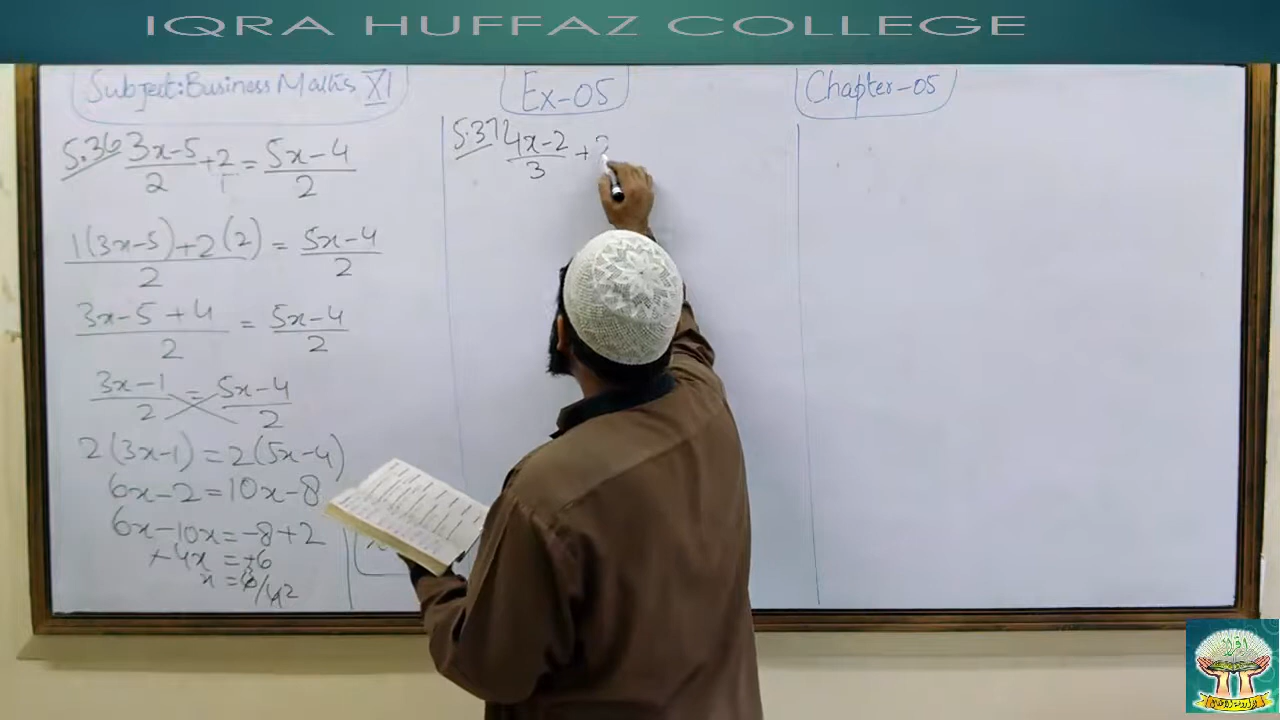 IQRA HUFFAZ COLLEGE
Subject: Business Maths XI
Ex-05
Chapter-05
5.36 (3x-5)/2 + 2/1 = (5x-4)/2
(1(3x-5)+2(2))/2 = (5x-4)/2
(3x-5+4)/2 = (5x-4)/2
(3x-1)/2 = (5x-4)/2
2(3x-1)=2(5x-4)
6x-2=10x-8
6x-10x=-8+2
-4x = -6
x = 6/4 2
5.37 (4x-2)/3 +